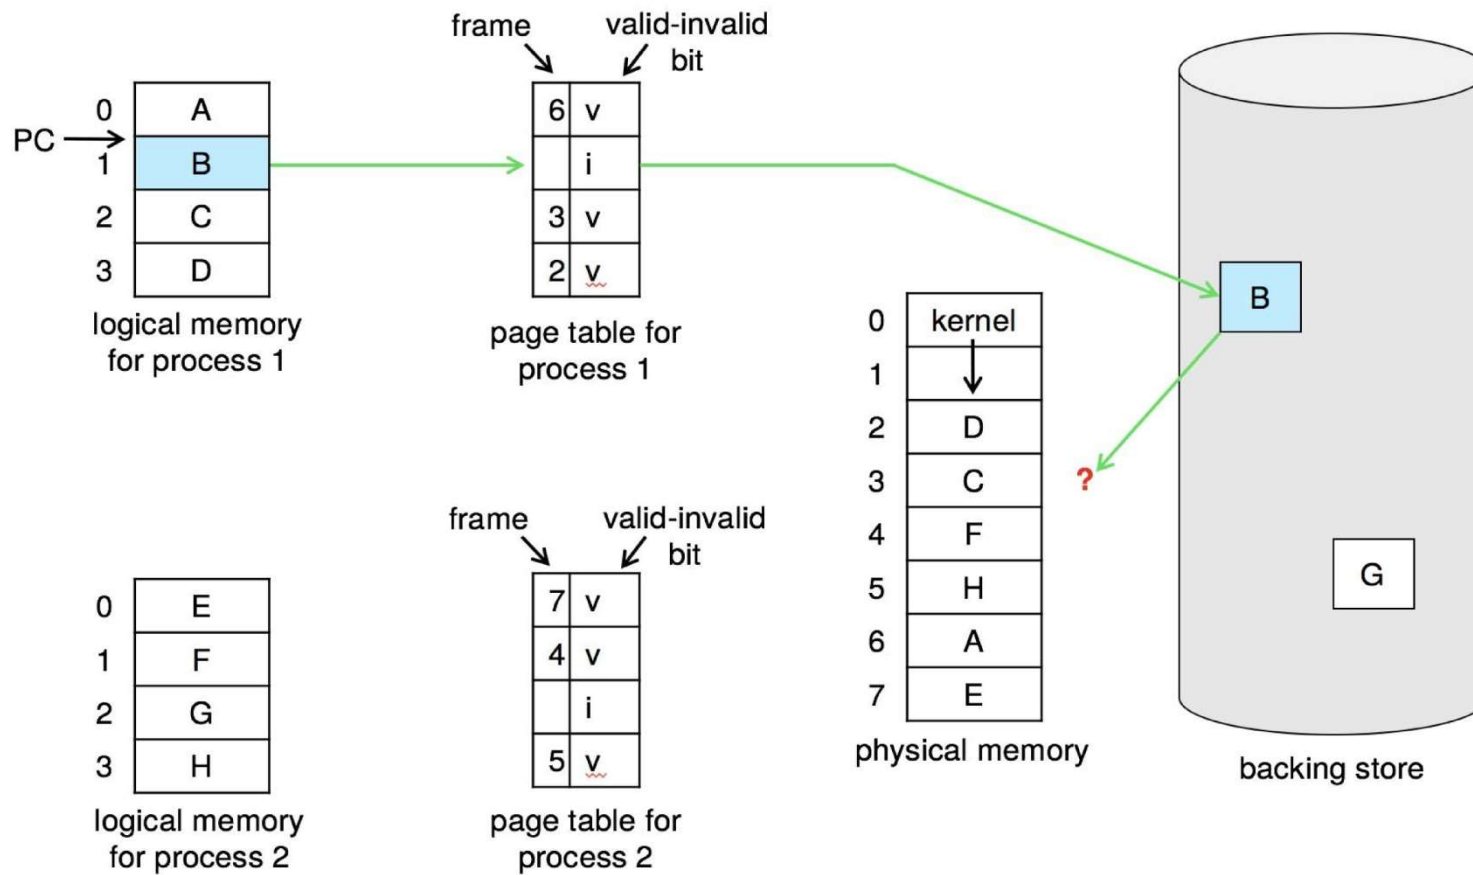 frame
valid-invalid
bit
PC
0 A
1 B
2 C
3 D
logical memory
for process 1
6 v
i
3 v
2 v
page table for
process 1
0 kernel
1
2 D
3 C
4 F
5 H
6 A
7 E
physical memory
B
?
G
backing store
frame
valid-invalid
bit
0 E
1 F
2 G
3 H
logical memory
for process 2
7 v
4 v
i
5 v
page table for
process 2